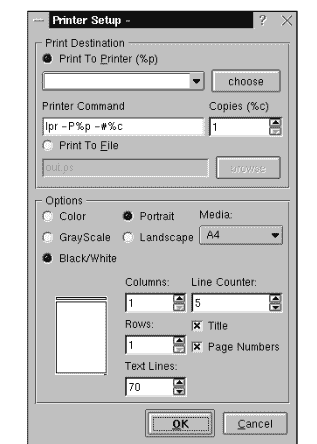 Printer Setup -
Print Destination
Print To Printer (%p)
choose
Printer Command
Copies (%c)
lpr -P%p -#%c
1
Print To File
out.ps
browse
Options
Color
Portrait
Media:
GrayScale
Landscape
A4
Black/White
Columns:
Line Counter:
1
5
Rows:
Title
1
Page Numbers
Text Lines:
70
OK
Cancel